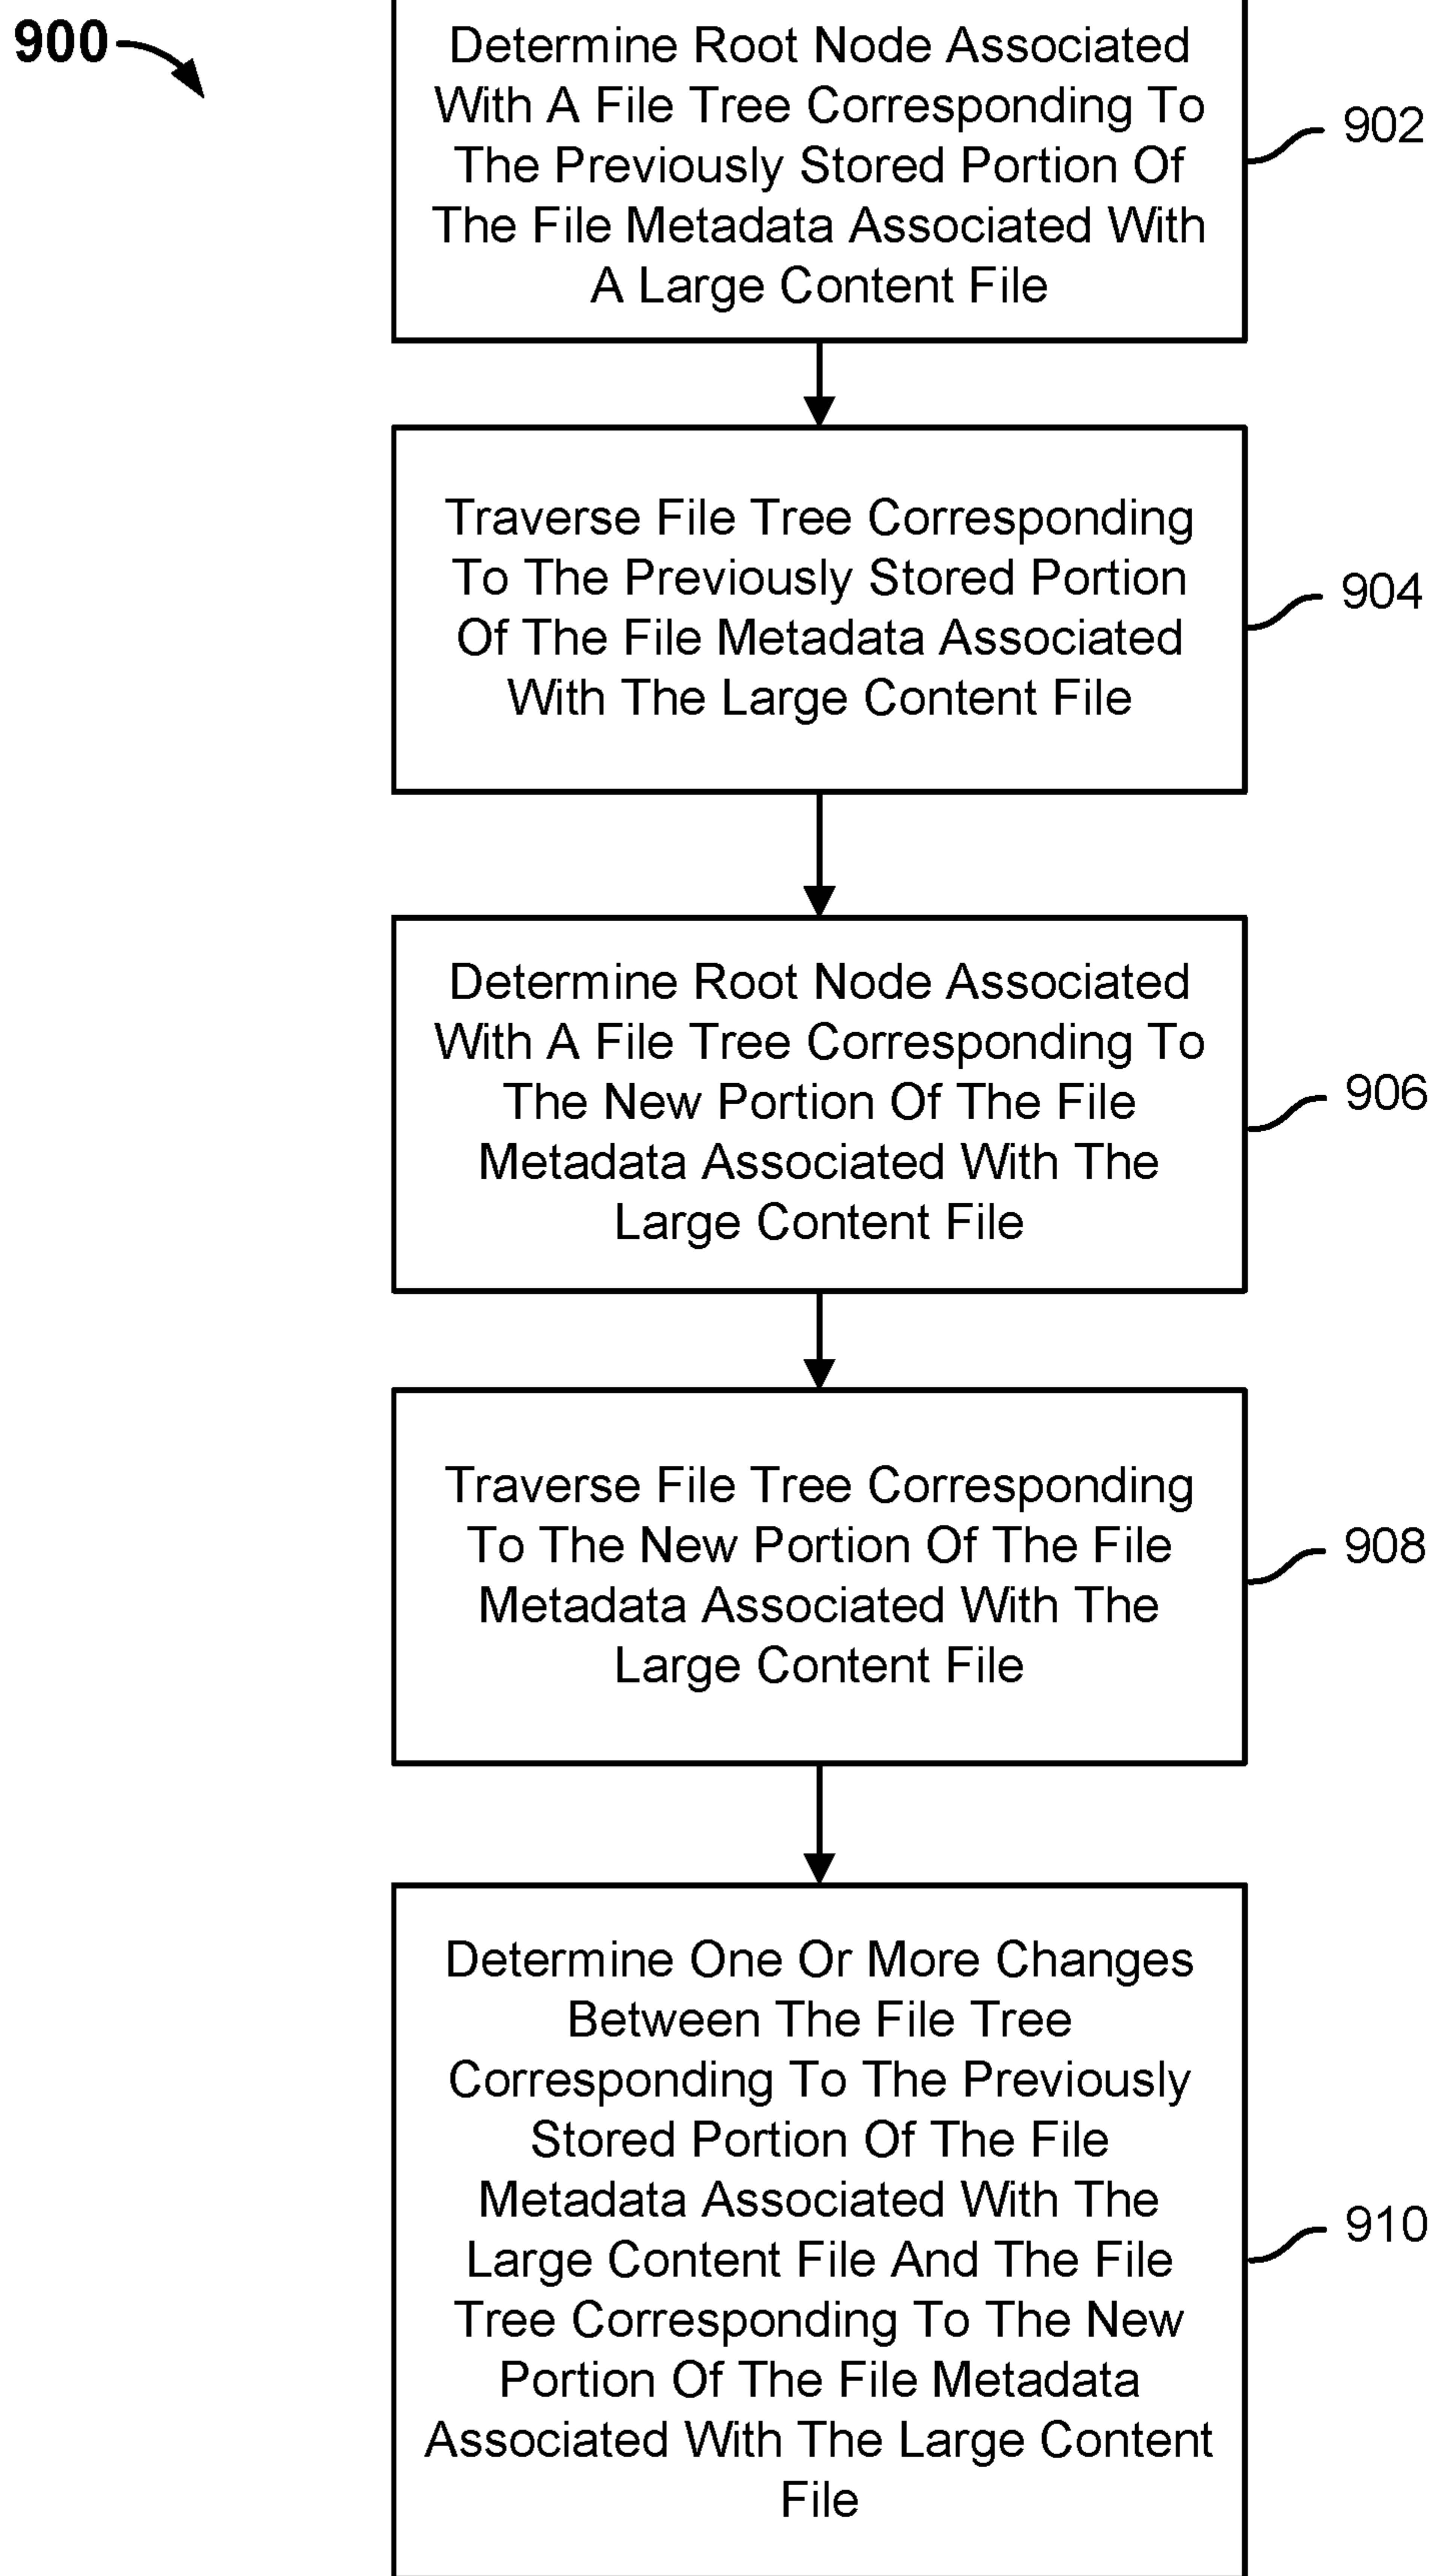 900
Determine Root Node Associated
With A File Tree Corresponding To
The Previously Stored Portion Of
The File Metadata Associated With
A Large Content File
902
Traverse File Tree Corresponding
To The Previously Stored Portion
Of The File Metadata Associated
With The Large Content File
904
Determine Root Node Associated
With A File Tree Corresponding To
The New Portion Of The File
Metadata Associated With The
Large Content File
906
Traverse File Tree Corresponding
To The New Portion Of The File
Metadata Associated With The
Large Content File
908
Determine One Or More Changes
Between The File Tree
Corresponding To The Previously
Stored Portion Of The File
Metadata Associated With The
Large Content File And The File
Tree Corresponding To The New
Portion Of The File Metadata
Associated With The Large Content
File
910